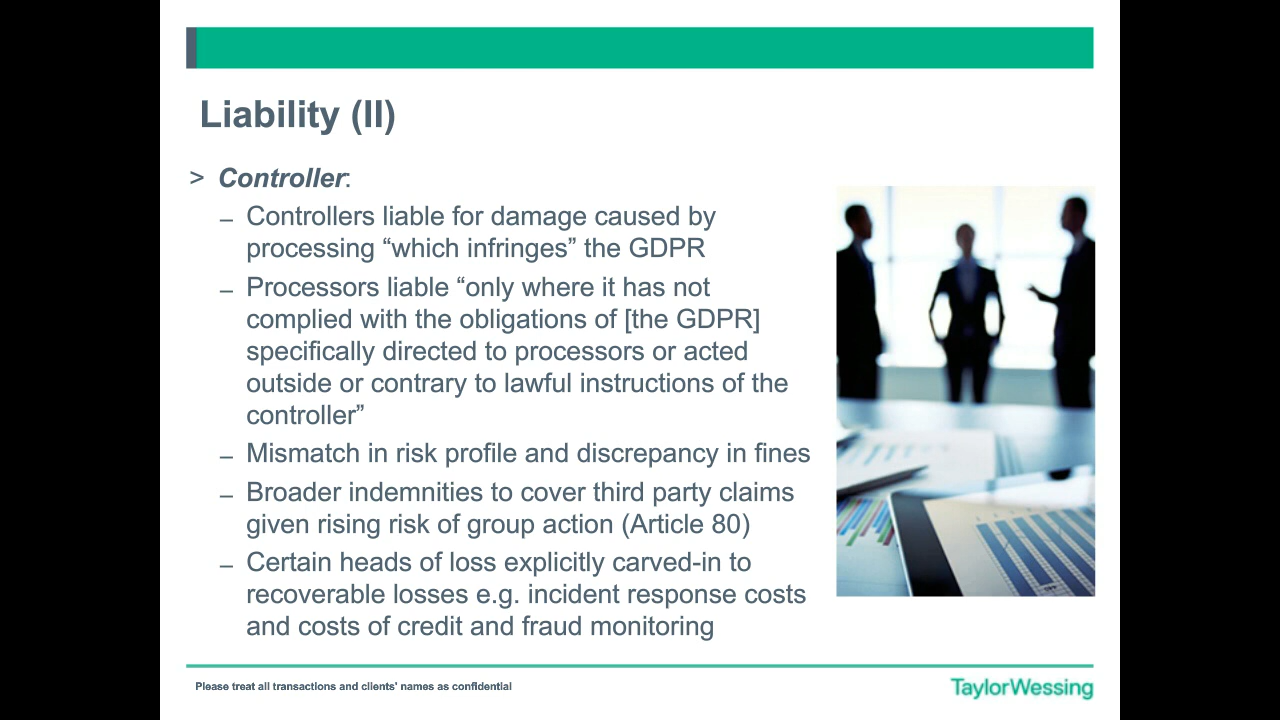 Liability (II)
> Controller:
– Controllers liable for damage caused by
processing “which infringes” the GDPR
– Processors liable “only where it has not
complied with the obligations of [the GDPR]
specifically directed to processors or acted
outside or contrary to lawful instructions of the
controller”
– Mismatch in risk profile and discrepancy in fines
– Broader indemnities to cover third party claims
given rising risk of group action (Article 80)
– Certain heads of loss explicitly carved-in to
recoverable losses e.g. incident response costs
and costs of credit and fraud monitoring
Please treat all transactions and clients' names as confidential
TaylorWessing